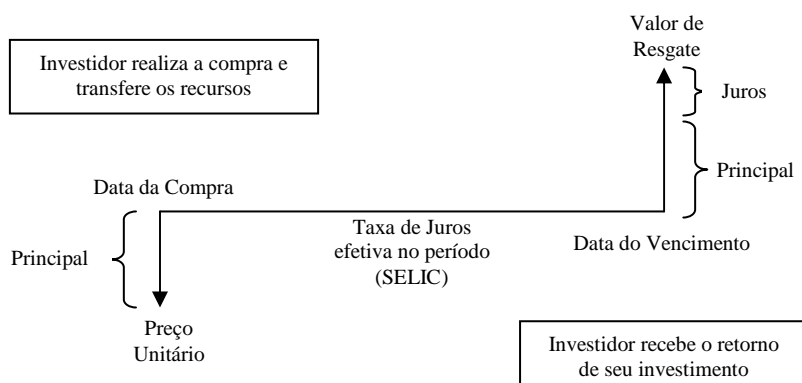 Valor de
Resgate
Investidor realiza a compra e
transfere os recursos
Juros
Principal
Data da Compra
Taxa de Juros
efetiva no período
(SELIC)
Data do Vencimento
Principal
Preço
Unitário
Investidor recebe o retorno
de seu investimento